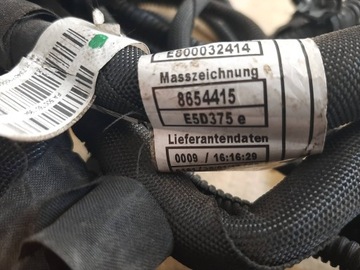 E800032414
Masszeichnung
8654415
E5D375 e
Lieferantendaten
0009 / 16:16:29